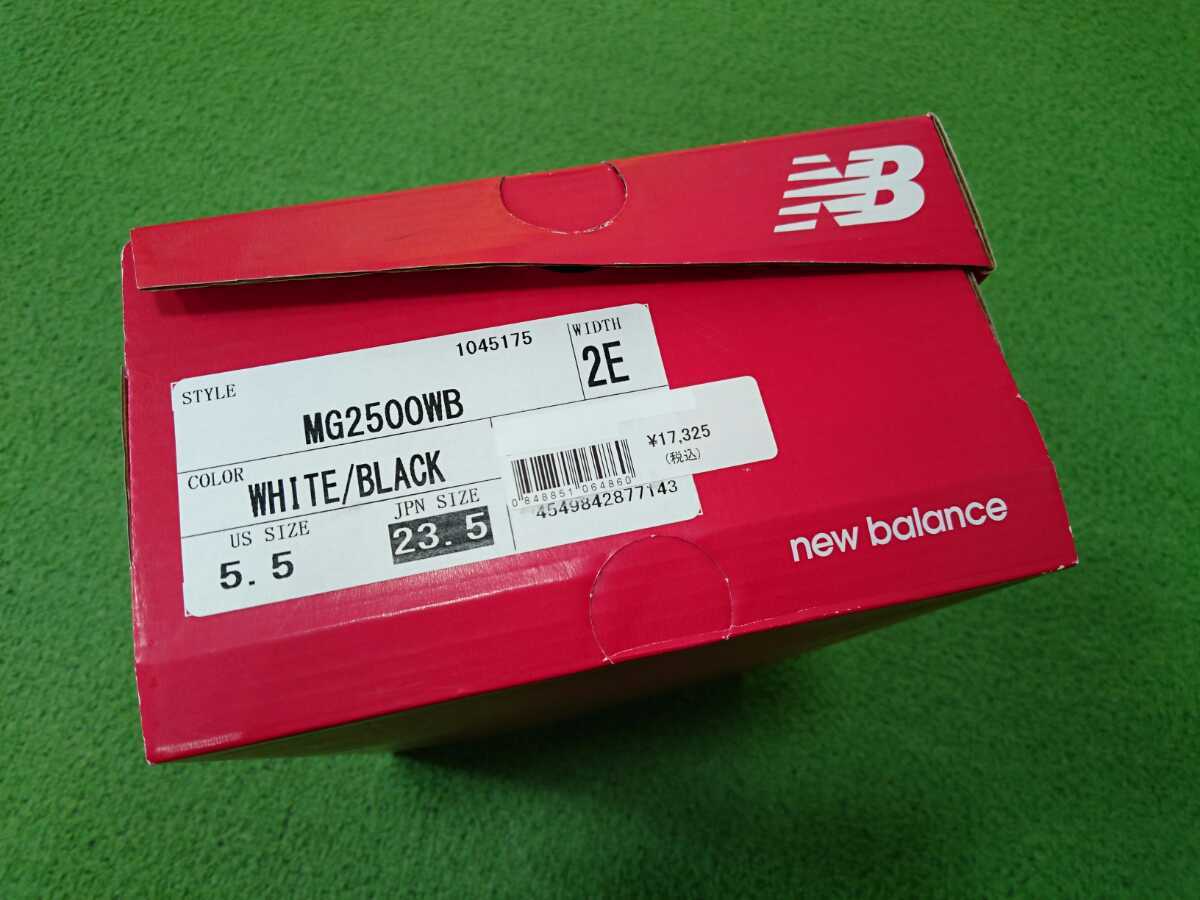 NB
1045175
STYLE
MG2500WB
WIDTH
2E
COLOR
WHITE/BLACK
US SIZE
5.5
JPN SIZE
23.5
¥17,325
(税込)
0 848851 064860
4549842877143
new balance